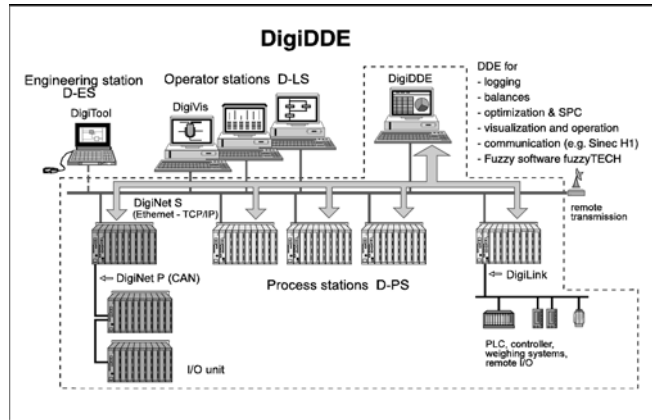 DigiDDE
Engineering station
D-ES
DigiTool
Operator stations D-LS
DigiVis
DigiDDE
DDE for
- logging
- balances
- optimization & SPC
- visualization and operation
- communication (e.g. Sinec H1)
- Fuzzy software fuzzyTECH
remote
transmission
DigiNet S
(Ethernet - TCP/IP)
DigiNet P (CAN)
Process stations D-PS
DigiLink
I/O unit
PLC, controller,
weighing systems,
remote I/O